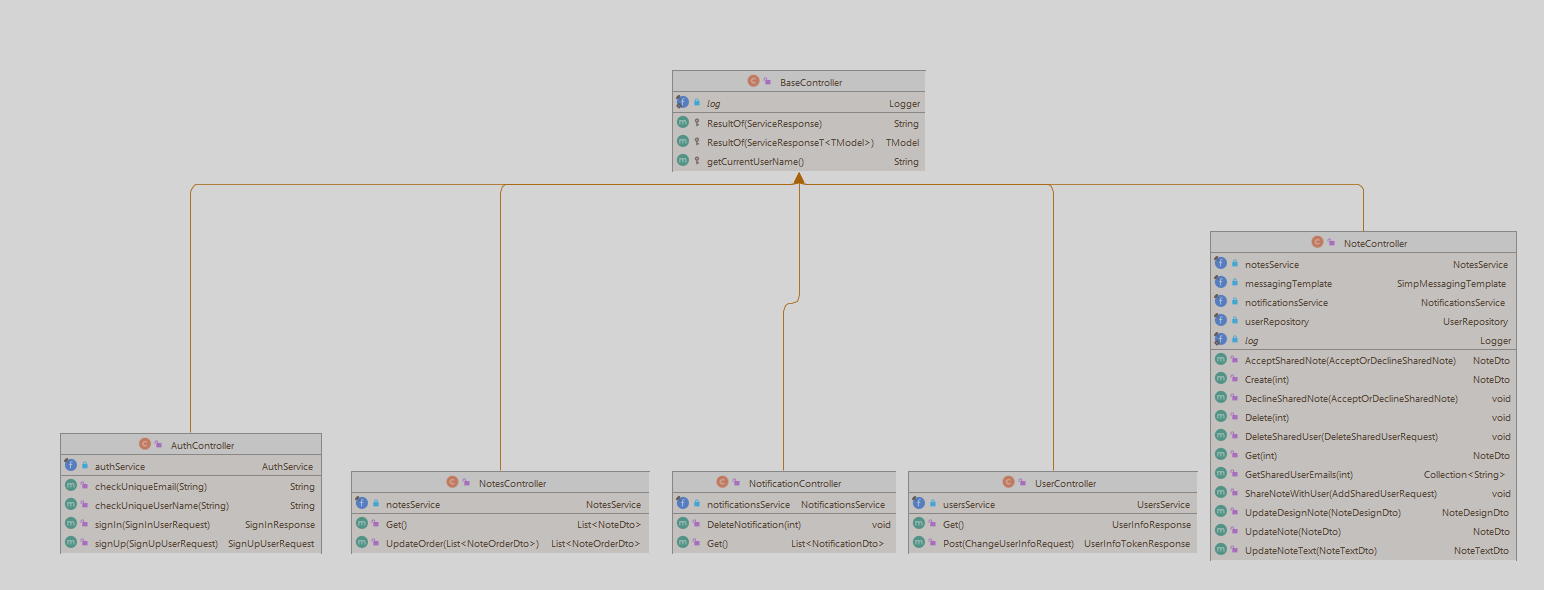 BaseController
log Logger
ResultOf(ServiceResponse) String
ResultOf(ServiceResponseT<TModel>) TModel
getCurrentUserName() String
NoteController
notesService NotesService
messagingTemplate SimpMessagingTemplate
notificationsService NotificationsService
userRepository UserRepository
log Logger
AcceptSharedNote(AcceptOrDeclineSharedNote) NoteDto
Create(int) NoteDto
DeclineSharedNote(AcceptOrDeclineSharedNote) void
Delete(int) void
DeleteSharedUser(DeleteSharedUserRequest) void
Get(int) NoteDto
GetSharedUserEmails(int) Collection<String>
ShareNoteWithUser(AddSharedUserRequest) void
UpdateDesignNote(NoteDesignDto) NoteDesignDto
UpdateNote(NoteDto) NoteDto
UpdateNoteText(NoteTextDto) NoteTextDto
AuthController
authService AuthService
checkUniqueEmail(String) String
checkUniqueUserName(String) String
signIn(SignInUserRequest) SignInResponse
signUp(SignUpUserRequest) SignUpUserRequest
NotesController
notesService NotesService
Get() List<NoteDto>
UpdateOrder(List<NoteOrderDto>) List<NoteOrderDto>
NotificationController
notificationsService NotificationsService
DeleteNotification(int) void
Get() List<NotificationDto>
UserController
usersService UsersService
Get() UserInfoResponse
Post(ChangeUserInfoRequest) UserInfoTokenResponse